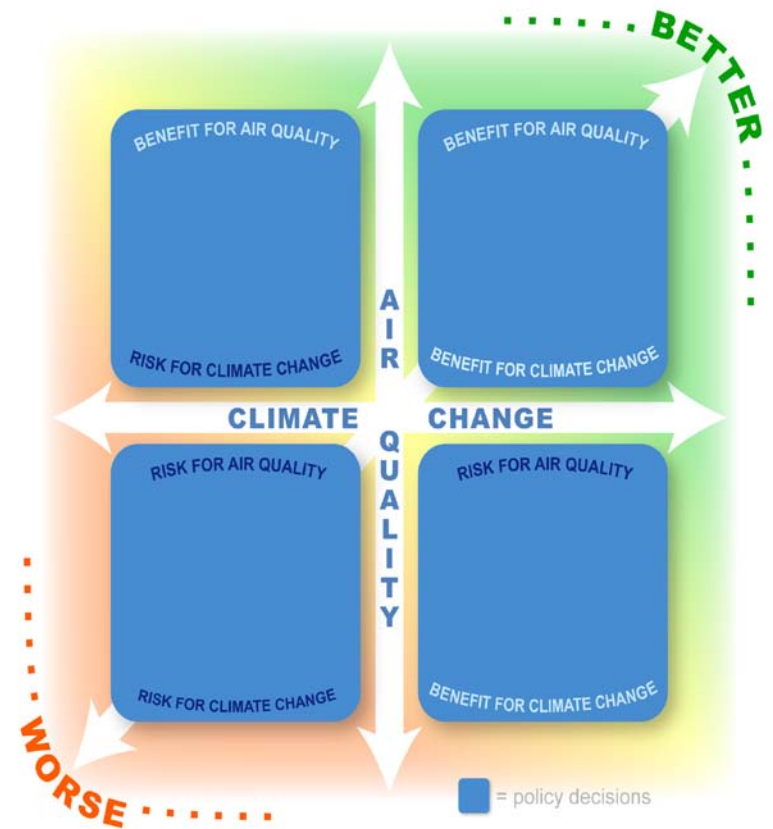 BETTER
BENEFIT FOR AIR QUALITY
BENEFIT FOR AIR QUALITY
RISK FOR CLIMATE CHANGE
BENEFIT FOR CLIMATE CHANGE
AIR QUALITY
CLIMATE CHANGE
RISK FOR AIR QUALITY
RISK FOR AIR QUALITY
RISK FOR CLIMATE CHANGE
BENEFIT FOR CLIMATE CHANGE
WORSE
= policy decisions